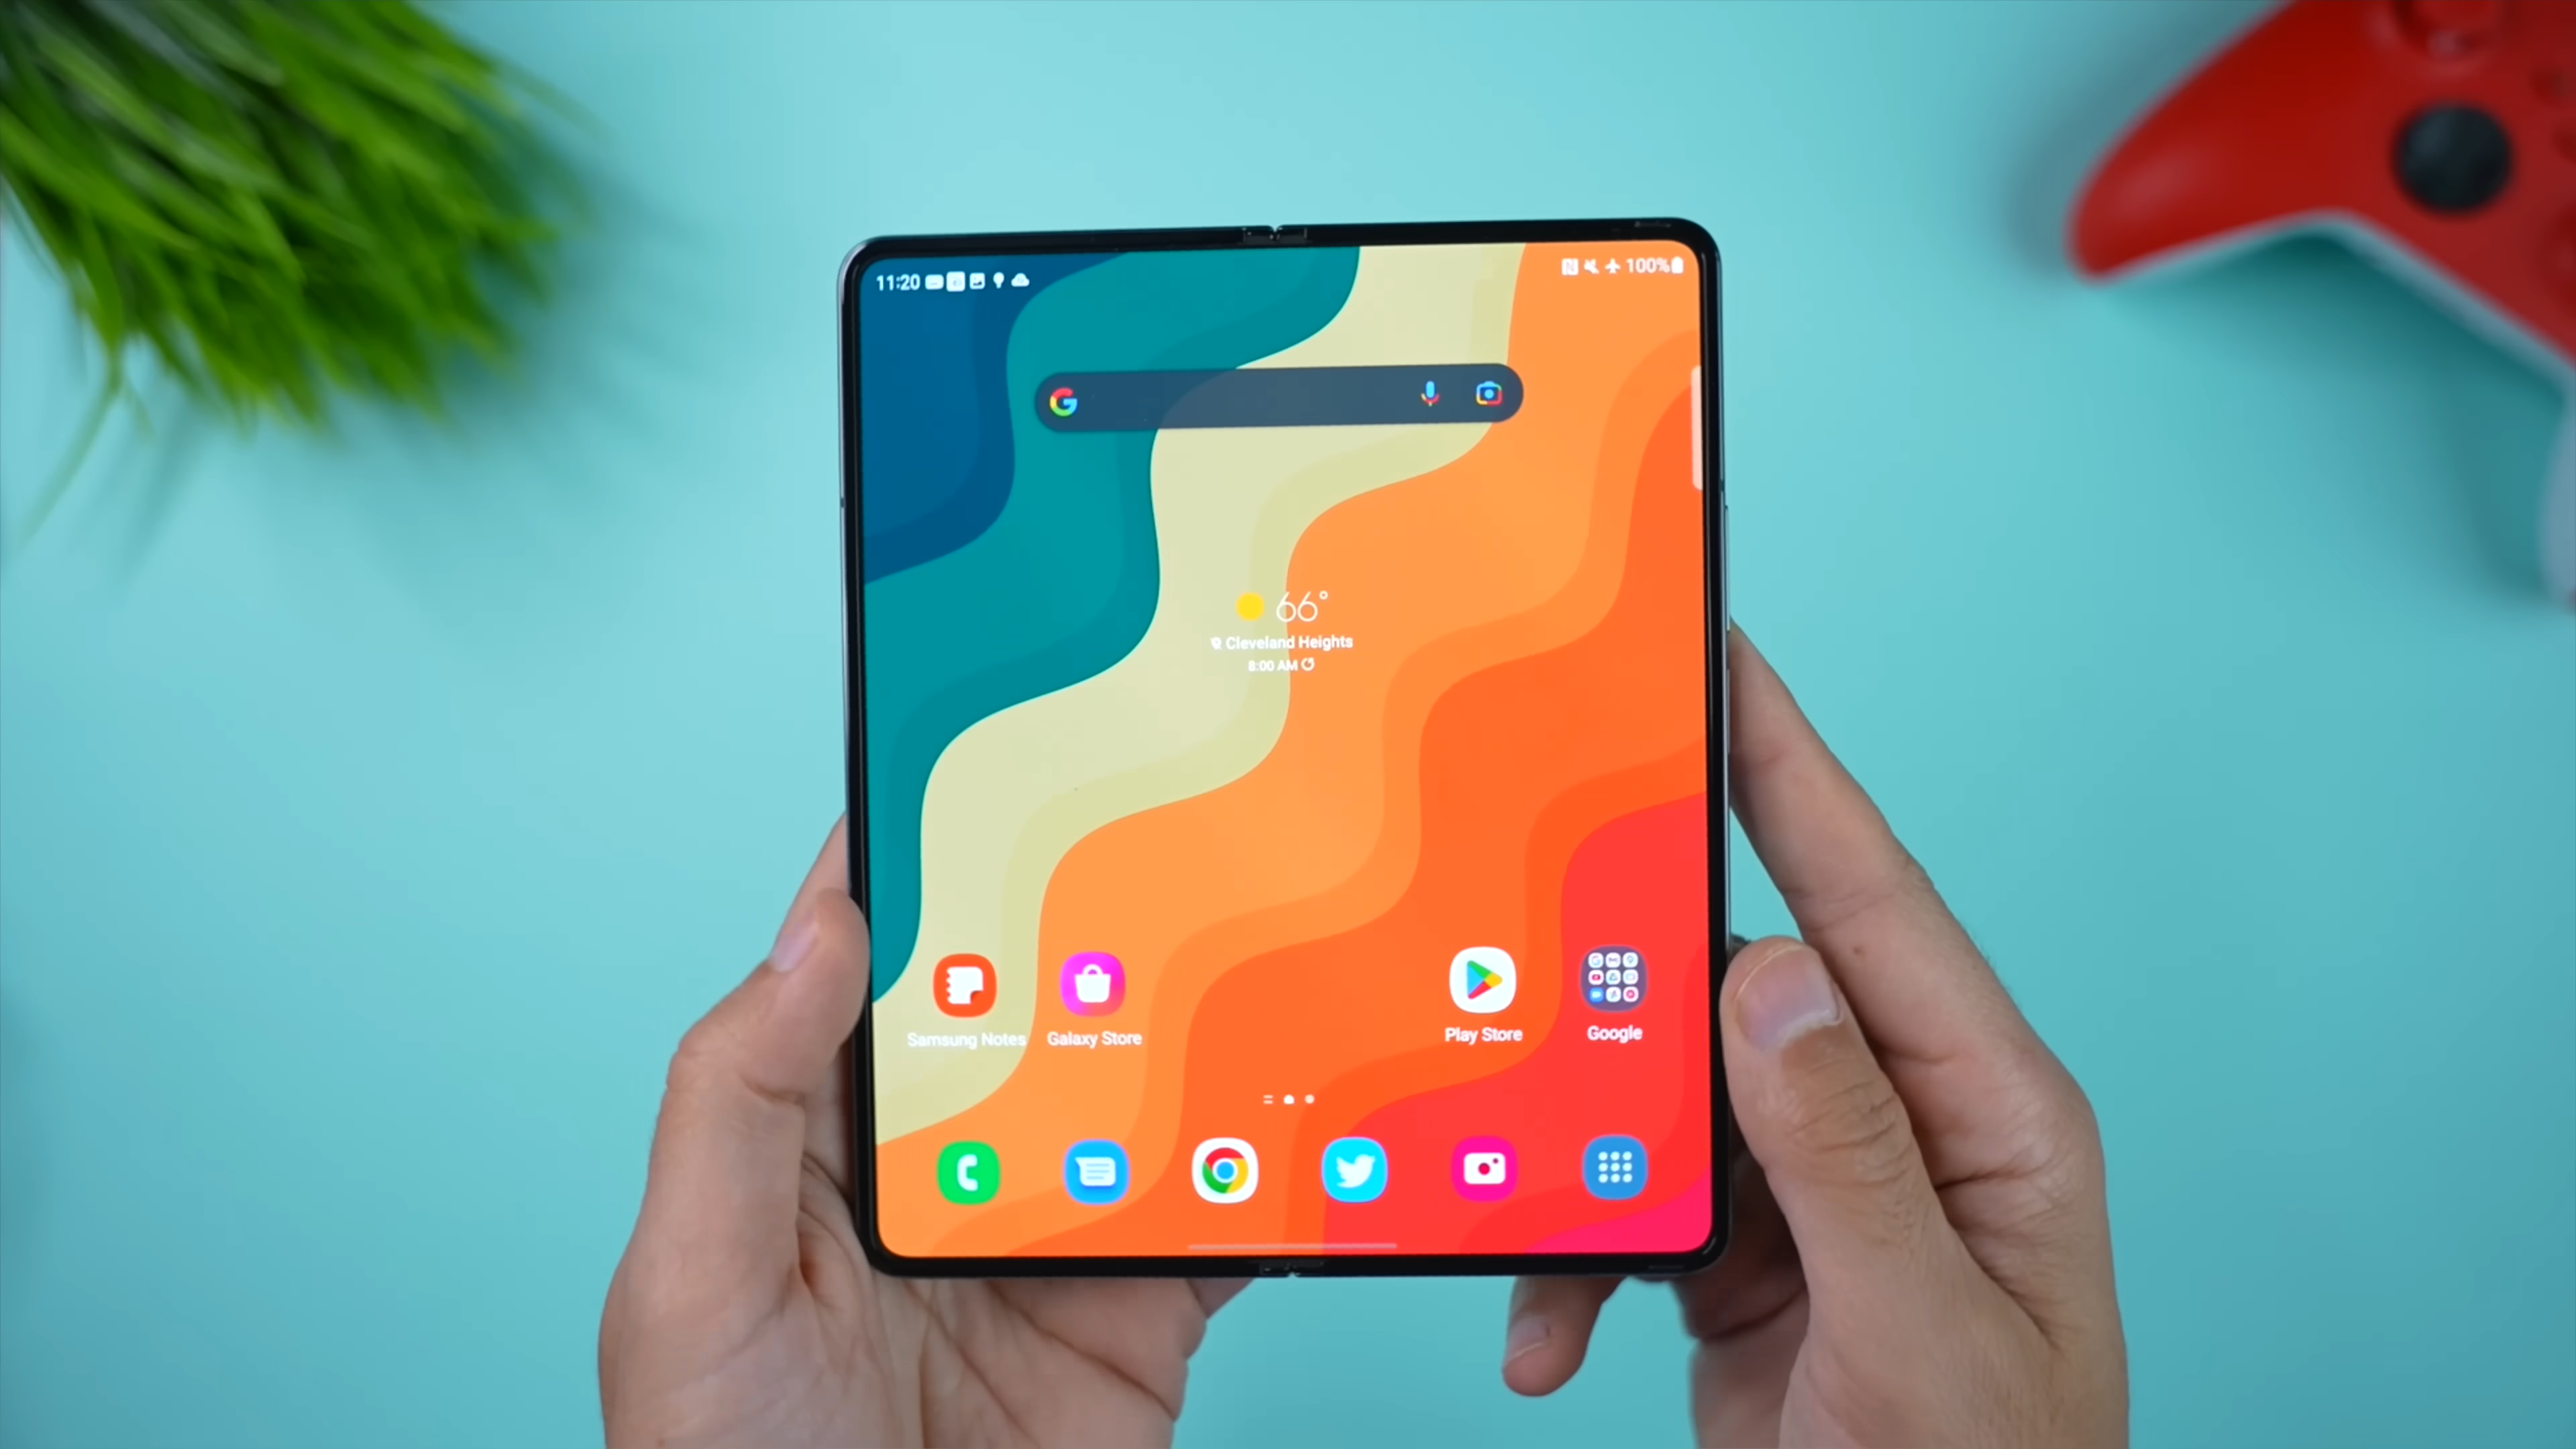 11:20
100%
66°
Cleveland Heights
8:00 AM
Samsung Notes
Galaxy Store
Play Store
Google